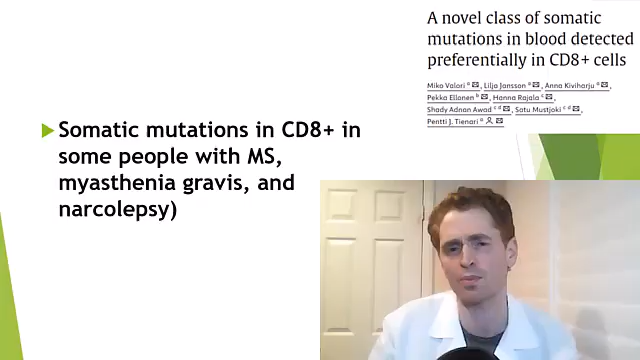 A novel class of somatic
mutations in blood detected
preferentially in CD8+ cells
Miko Valori a, Lilja Jansson a, Anna Kiviharju a,
Pekka Ellonen b, Hanna Rajala c,
Shady Adnan Awad c d, Satu Mustjoki c d,
Pentti J. Tienari a
Somatic mutations in CD8+ in
some people with MS,
myasthenia gravis, and
narcolepsy)